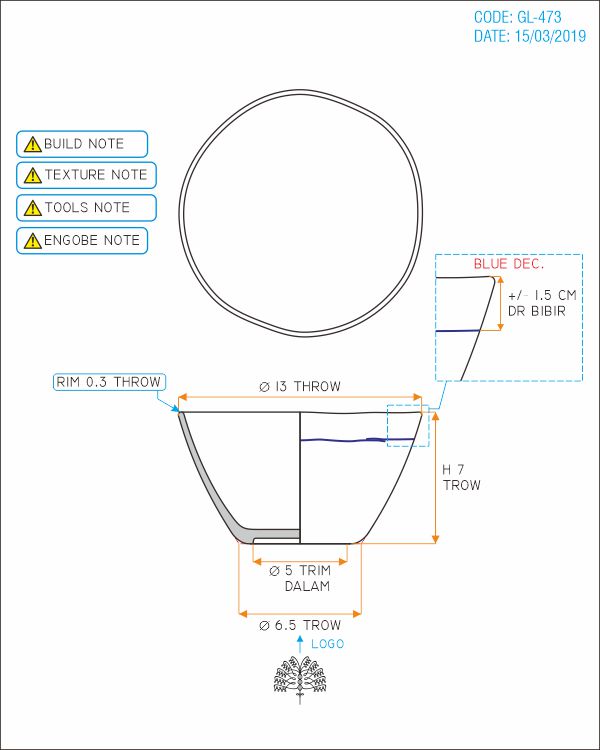 CODE: GL-473
DATE: 15/03/2019
BUILD NOTE
TEXTURE NOTE
TOOLS NOTE
ENGOBE NOTE
BLUE DEC.
+/- 1.5 CM
DR BIBIR
RIM 0.3 THROW
Ø 13 THROW
H 7
TROW
Ø 5 TRIM
DALAM
Ø 6.5 TROW
LOGO